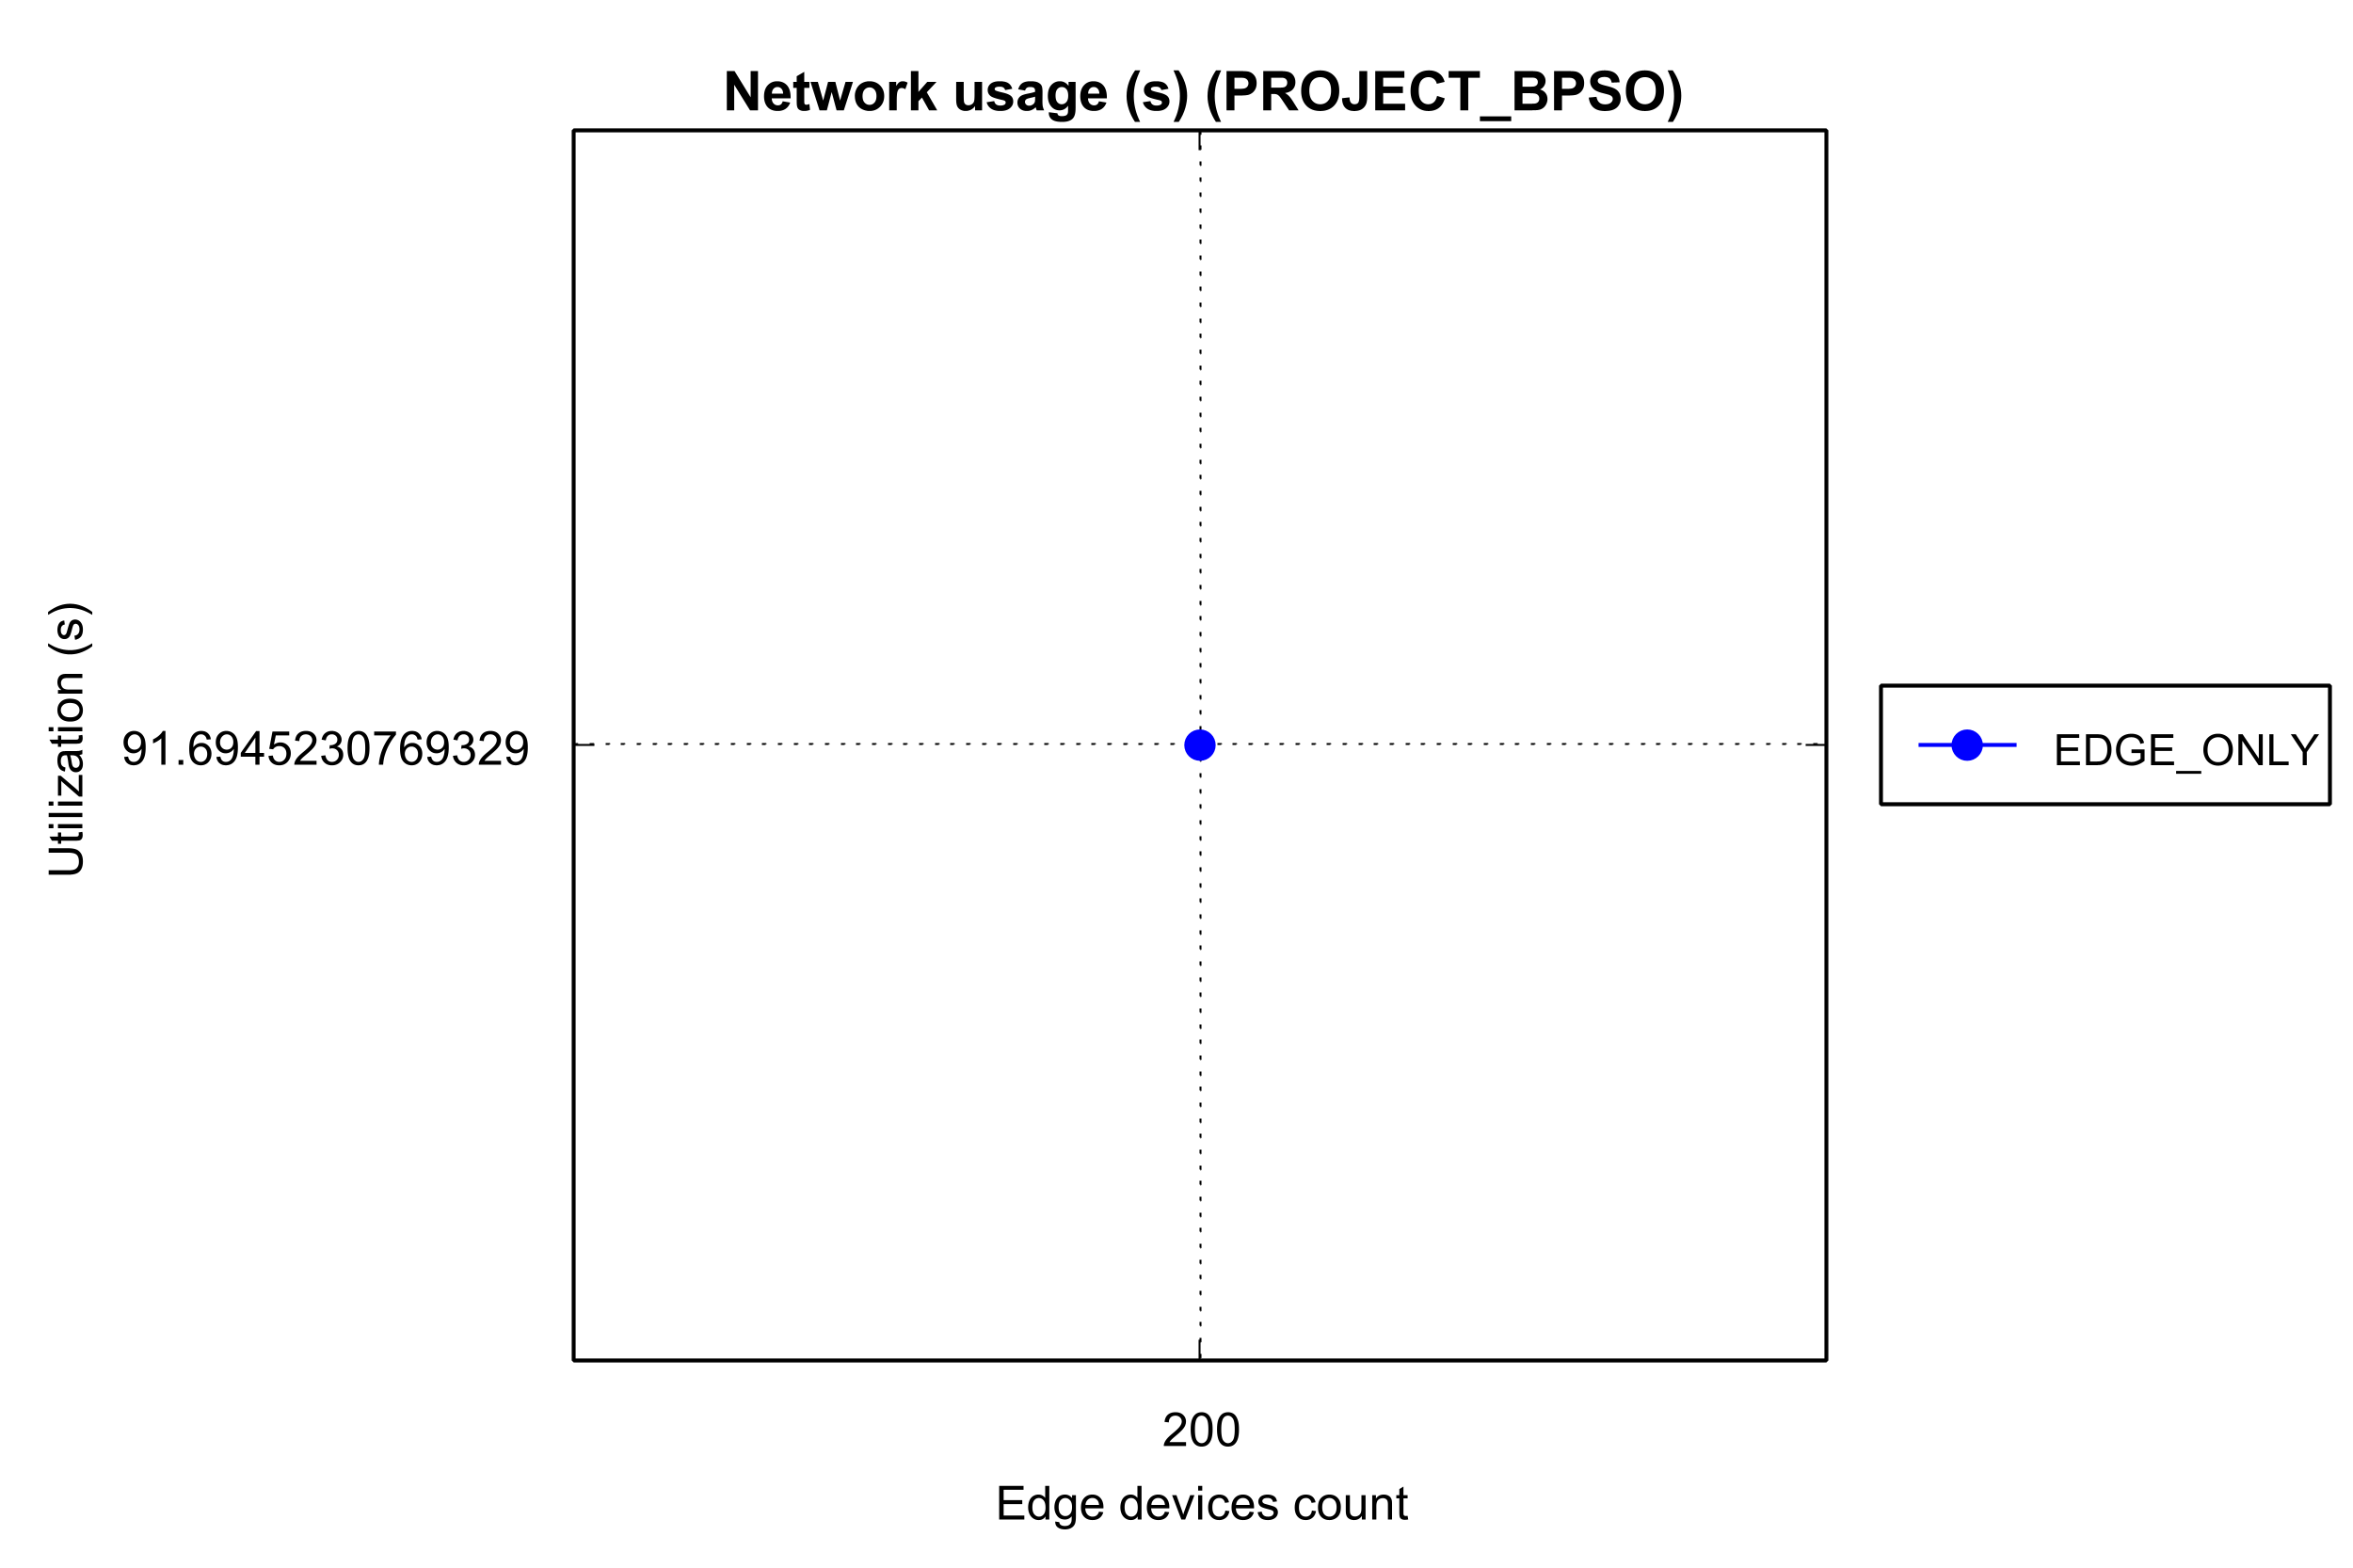 Network usage (s) (PROJECT_BPSO)
Utilization (s)
91.6945230769329
EDGE_ONLY
200
Edge devices count